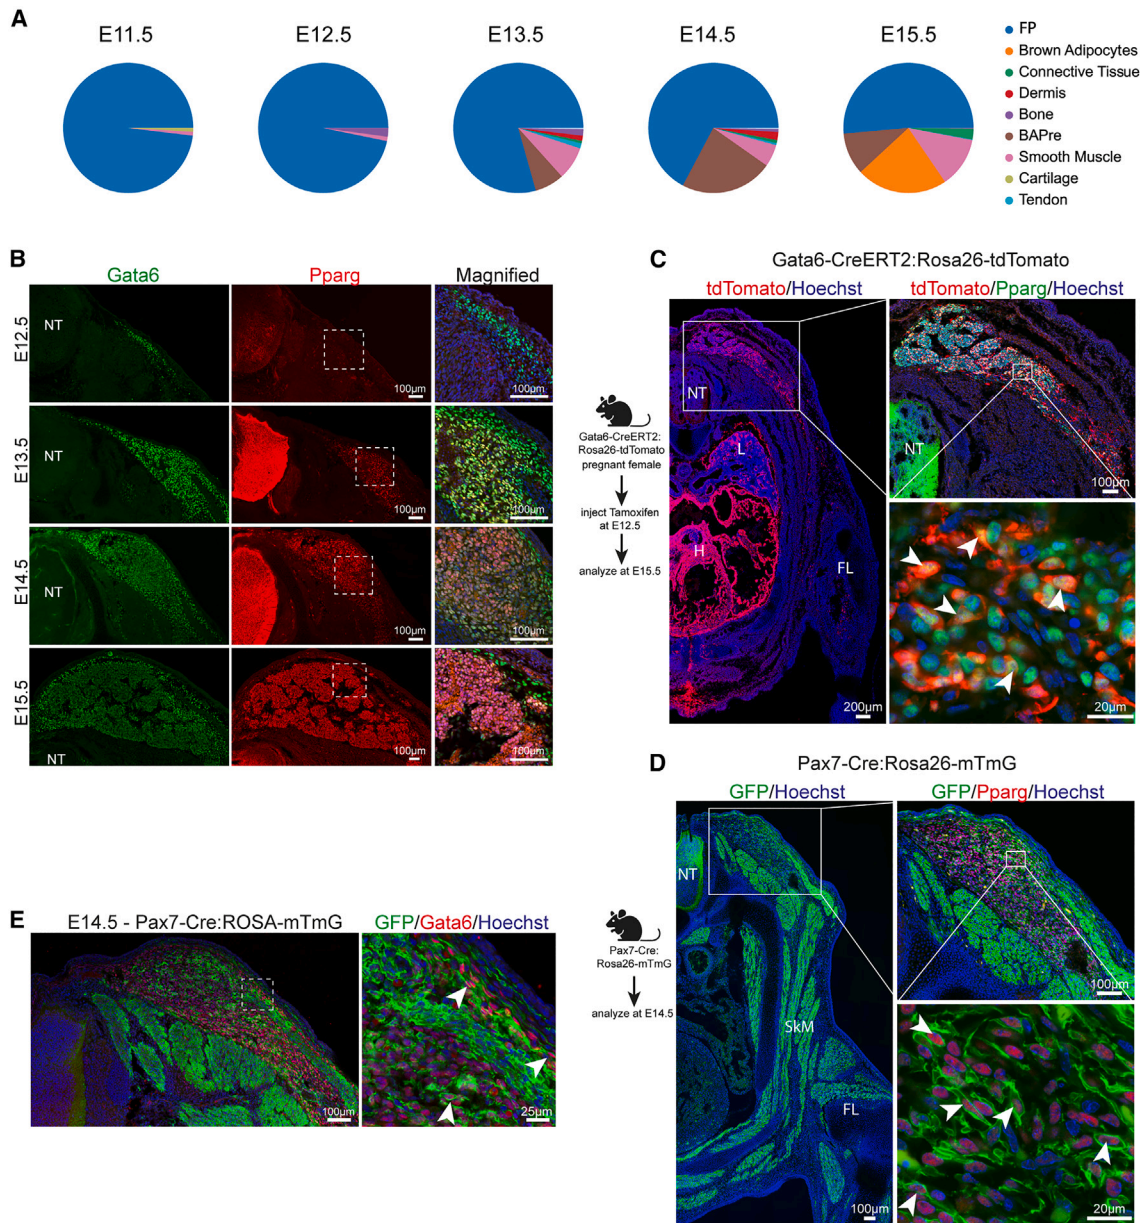 A
E11.5
E12.5
E13.5
E14.5
E15.5
FP
Brown Adipocytes
Connective Tissue
Dermis
Bone
BAPre
Smooth Muscle
Cartilage
Tendon
B
Gata6
Pparg
Magnified
E12.5
NT
100µm
100µm
E13.5
NT
100µm
100µm
E14.5
NT
100µm
100µm
E15.5
NT
100µm
100µm
C
Gata6-CreERT2:Rosa26-tdTomato
tdTomato/Hoechst
tdTomato/Pparg/Hoechst
Gata6-CreERT2:
Rosa26-tdTomato
pregnant female
inject Tamoxifen
at E12.5
analyze at E15.5
NT
L
H
FL
200µm
NT
100µm
20µm
D
Pax7-Cre:Rosa26-mTmG
GFP/Hoechst
GFP/Pparg/Hoechst
Pax7-Cre:
Rosa26-mTmG
analyze at E14.5
NT
SkM
FL
100µm
100µm
20µm
E
E14.5 - Pax7-Cre:ROSA-mTmG
GFP/Gata6/Hoechst
100µm
25µm